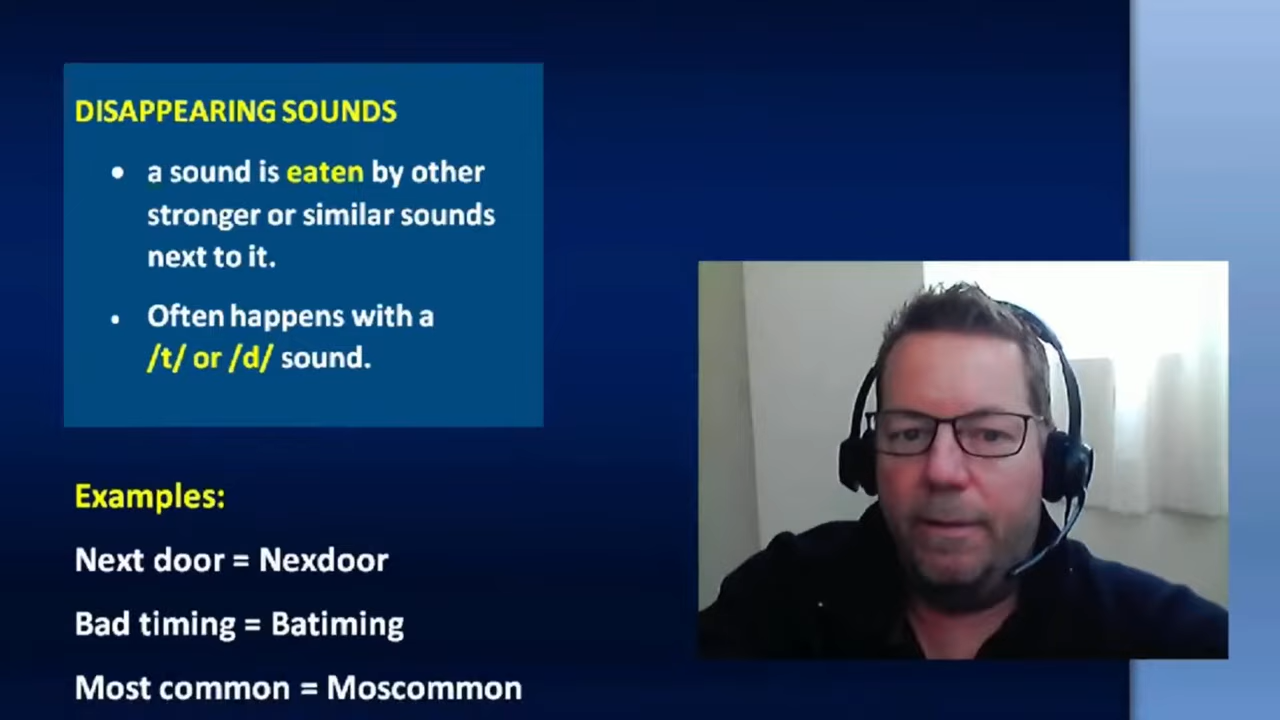 DISAPPEARING SOUNDS
• a sound is eaten by other
stronger or similar sounds
next to it.
• Often happens with a
/t/ or /d/ sound.
Examples:
Next door = Nexdoor
Bad timing = Batiming
Most common = Moscommon